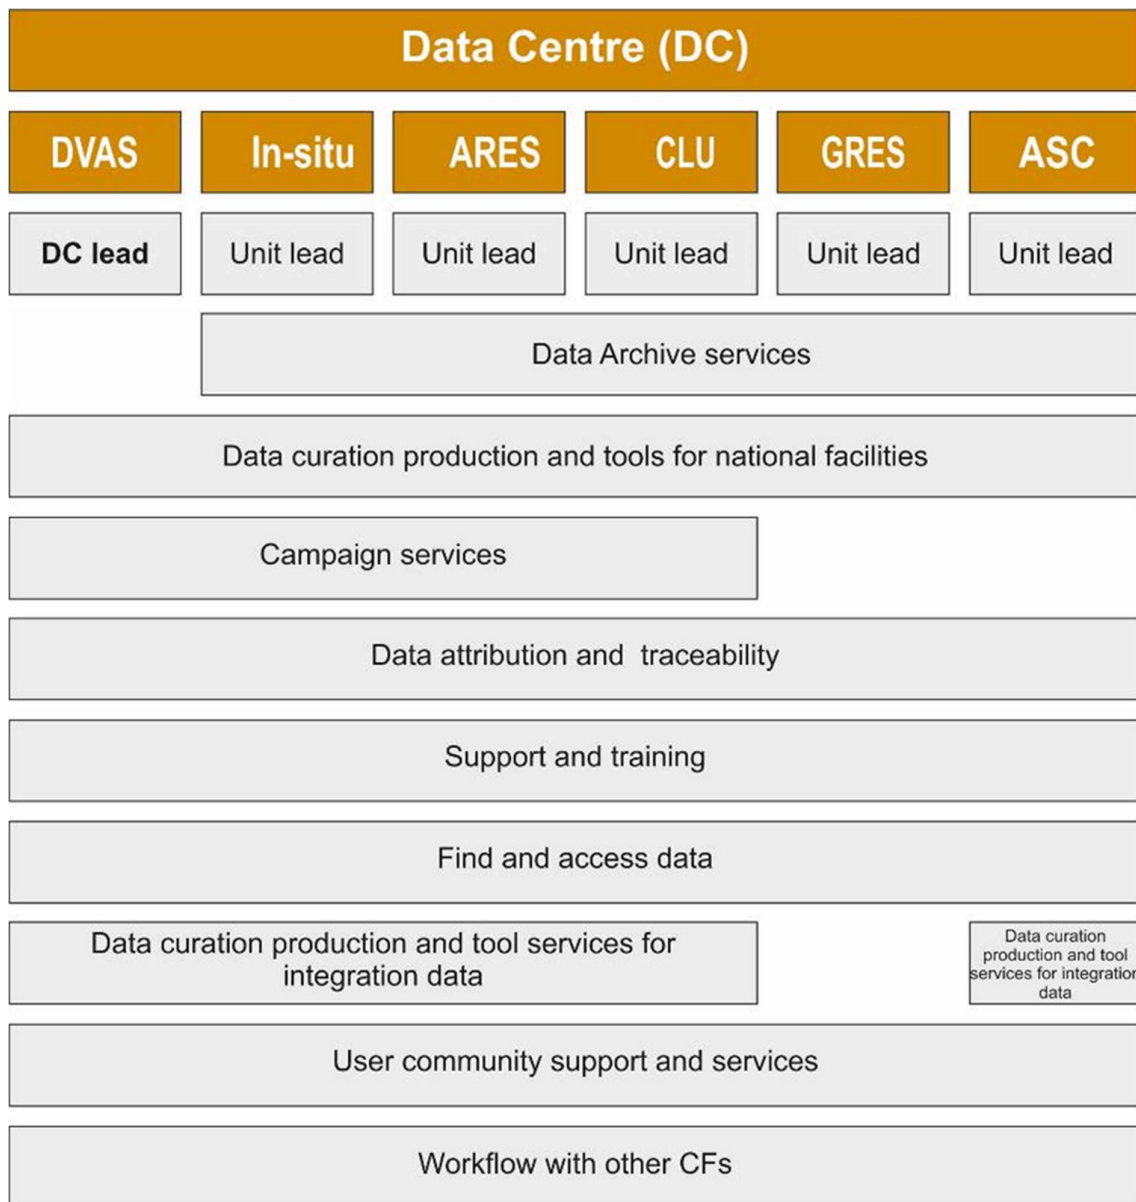 Data Centre (DC)
DVAS In-situ ARES CLU GRES ASC
DC lead Unit lead Unit lead Unit lead Unit lead Unit lead
Data Archive services
Data curation production and tools for national facilities
Campaign services
Data attribution and traceability
Support and training
Find and access data
Data curation production and tool services for
integration data
Data curation
production and tool
services for integration
data
User community support and services
Workflow with other CFs